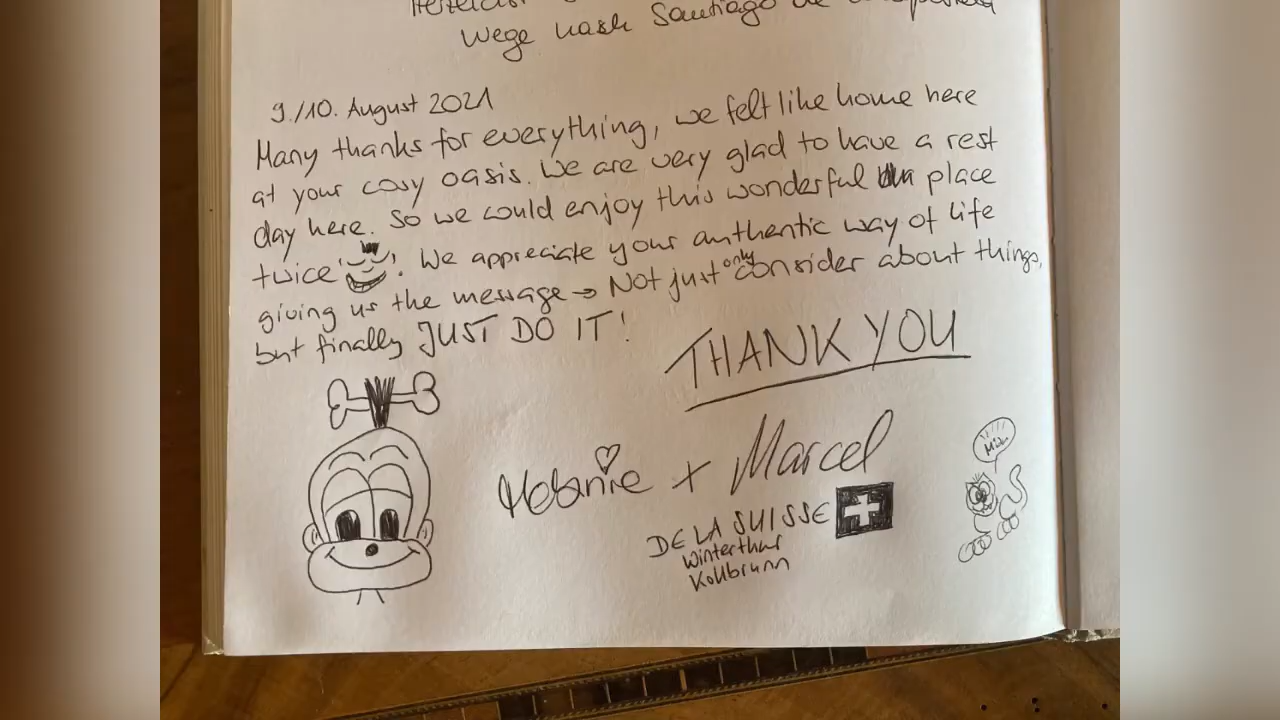 Wege nach Santiago de
9./10. August 2021
Many thanks for everything, we felt like home here
at your cosy oasis. We are very glad to have a rest
day here. So we could enjoy this wonderful place
twice! We appreciate your authentic way of life
giving us the message → Not just only consider about things,
but finally JUST DO IT!
THANK YOU
Melanie + Marcel
DE LA SUISSE
Winterthur
Kollbrunn